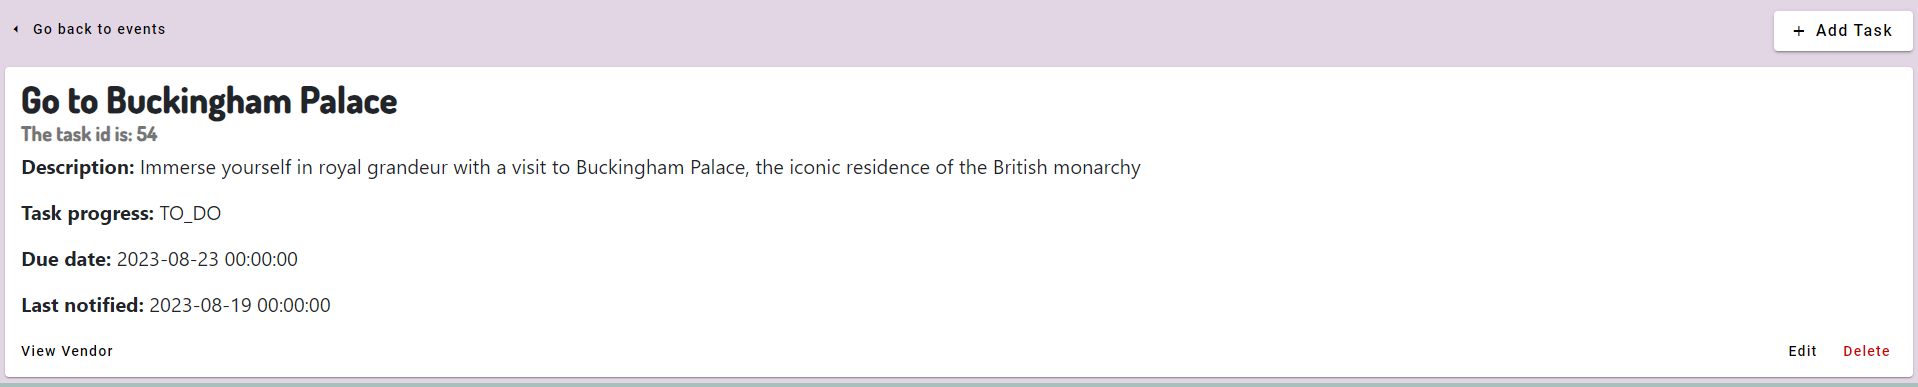 Go back to events
+ Add Task
Go to Buckingham Palace
The task id is: 54
Description: Immerse yourself in royal grandeur with a visit to Buckingham Palace, the iconic residence of the British monarchy
Task progress: TO_DO
Due date: 2023-08-23 00:00:00
Last notified: 2023-08-19 00:00:00
View Vendor
Edit
Delete